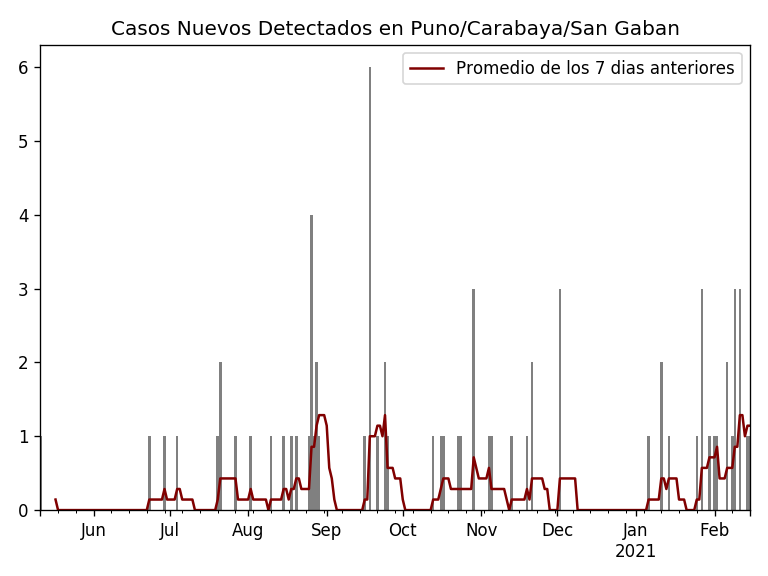 Casos Nuevos Detectados en Puno/Carabaya/San Gaban
Promedio de los 7 dias anteriores
6
5
4
3
2
1
0
Jun Jul Aug Sep Oct Nov Dec Jan Feb
2021